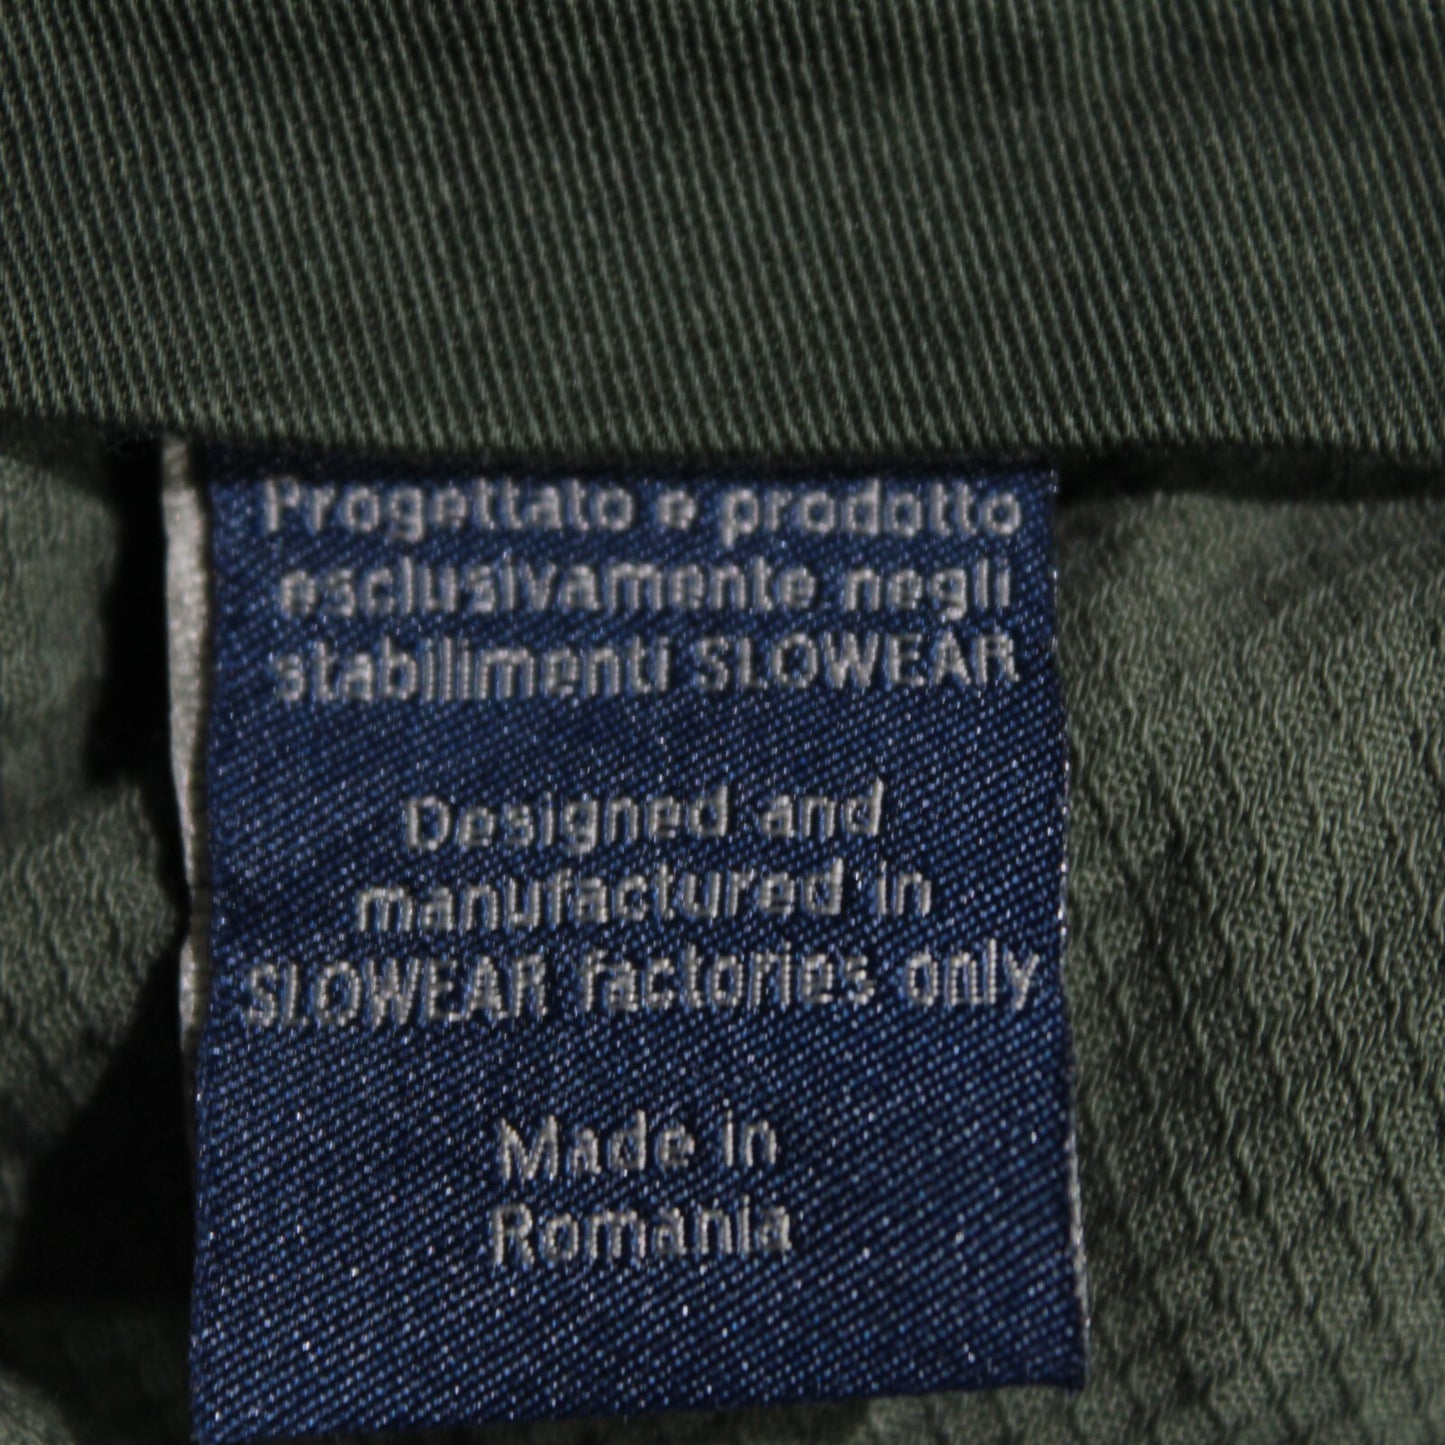 Progettato e prodotto
esclusivamente negli
stabilimenti SLOWEAR
Designed and
manufactured in
SLOWEAR factories only
Made in
Romania